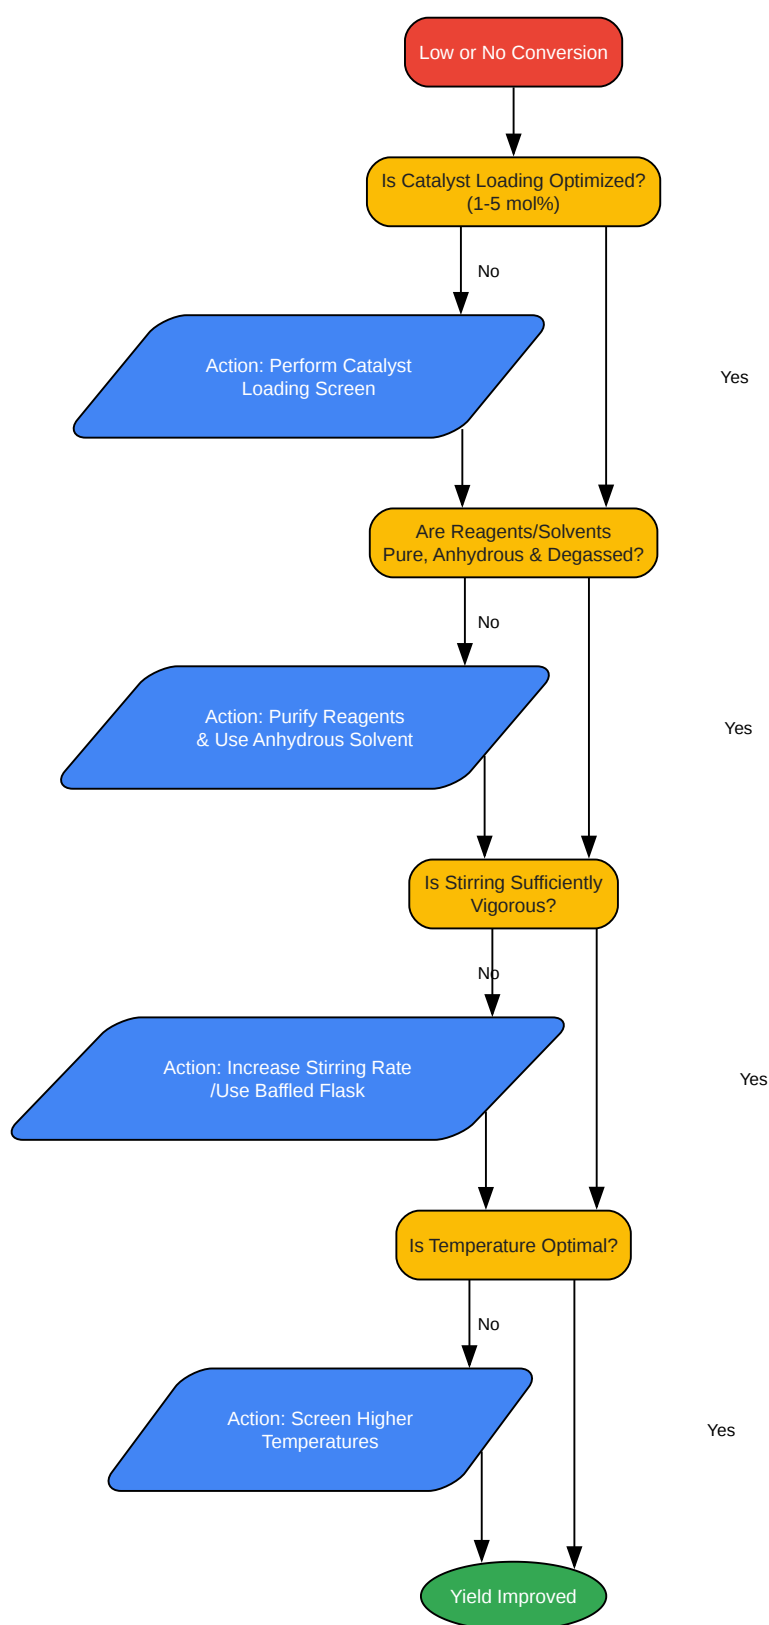 Low or No Conversion
Is Catalyst Loading Optimized?
(1-5 mol%)
No
Action: Perform Catalyst
Loading Screen
Yes
Are Reagents/Solvents
Pure, Anhydrous & Degassed?
No
Action: Purify Reagents
& Use Anhydrous Solvent
Yes
Is Stirring Sufficiently
Vigorous?
No
Action: Increase Stirring Rate
/Use Baffled Flask
Yes
Is Temperature Optimal?
No
Action: Screen Higher
Temperatures
Yes
Yield Improved